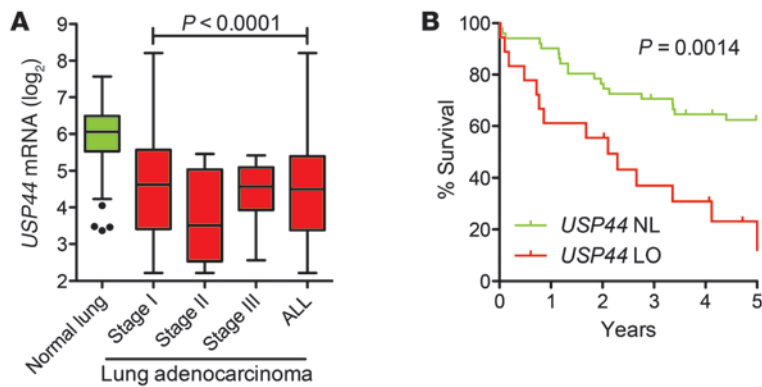 A
P < 0.0001
USP44 mRNA (log2)
9
8
7
6
5
4
3
2
Normal lung
Stage I
Stage II
Stage III
ALL
Lung adenocarcinoma
B
P = 0.0014
% Survival
100
80
60
40
20
0
USP44 NL
USP44 LO
0 1 2 3 4 5
Years